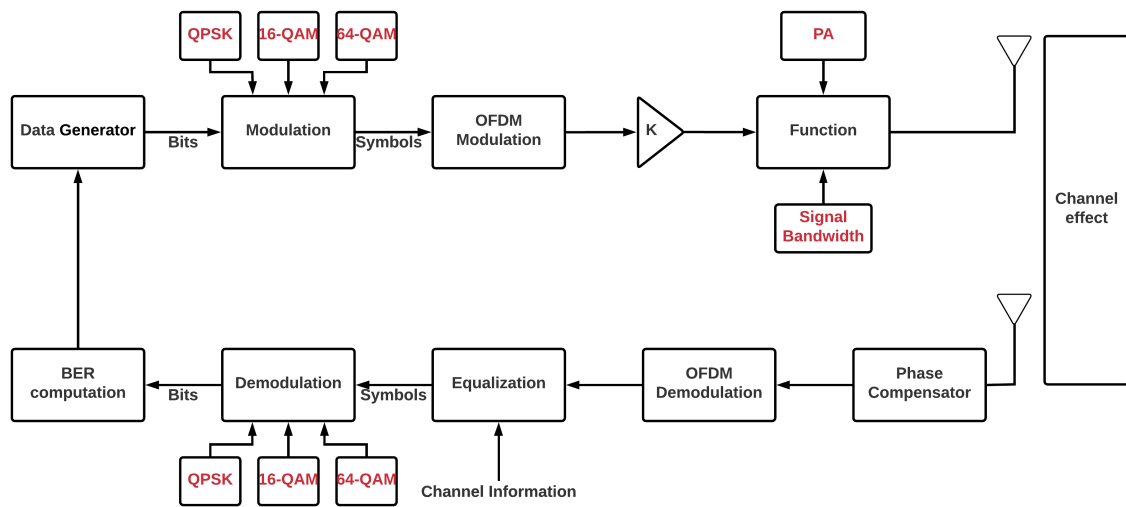 QPSK
16-QAM
64-QAM
PA
Data Generator
Bits
Modulation
Symbols
OFDM
Modulation
K
Function
Signal
Bandwidth
Channel
effect
BER
computation
Bits
Demodulation
Symbols
Equalization
OFDM
Demodulation
Phase
Compensator
QPSK
16-QAM
64-QAM
Channel Information